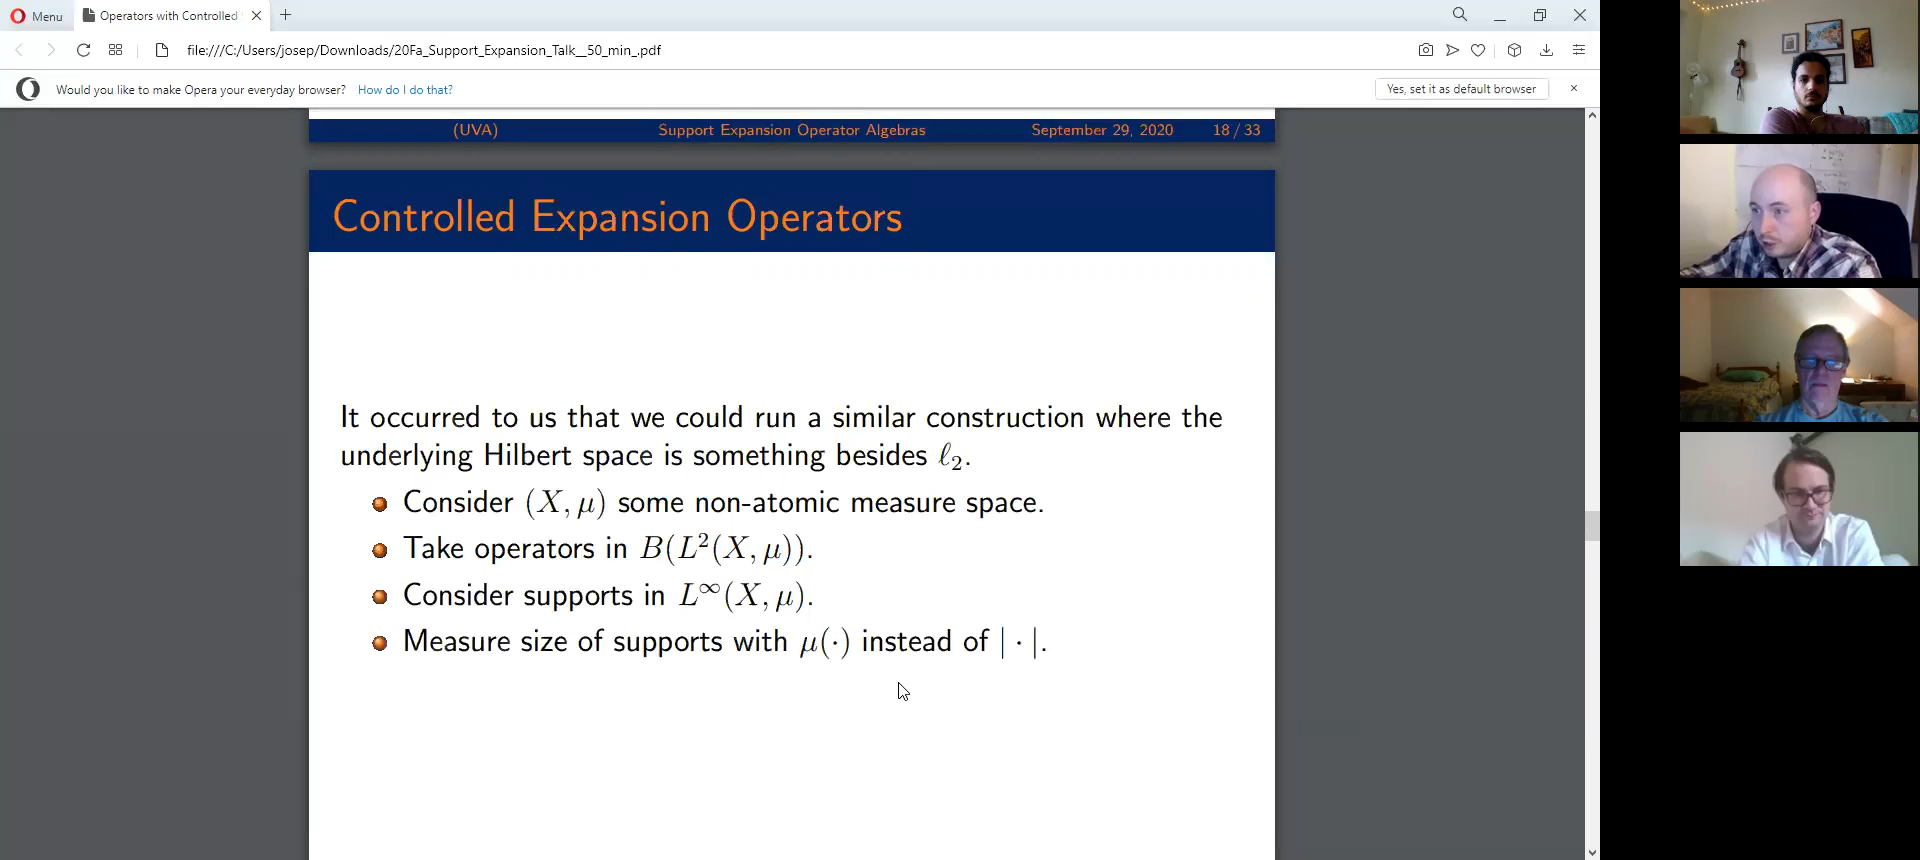 Menu
Operators with Controlled
file:///C:/Users/josep/Downloads/20Fa_Support_Expansion_Talk__50_min_.pdf
Would you like to make Opera your everyday browser? How do I do that?
Yes, set it as default browser
(UVA) Support Expansion Operator Algebras September 29, 2020 18 / 33
Controlled Expansion Operators
It occurred to us that we could run a similar construction where the
underlying Hilbert space is something besides ℓ₂.
Consider (X, μ) some non-atomic measure space.
Take operators in B(L²(X, μ)).
Consider supports in L^∞(X, μ).
Measure size of supports with μ(·) instead of | · |.